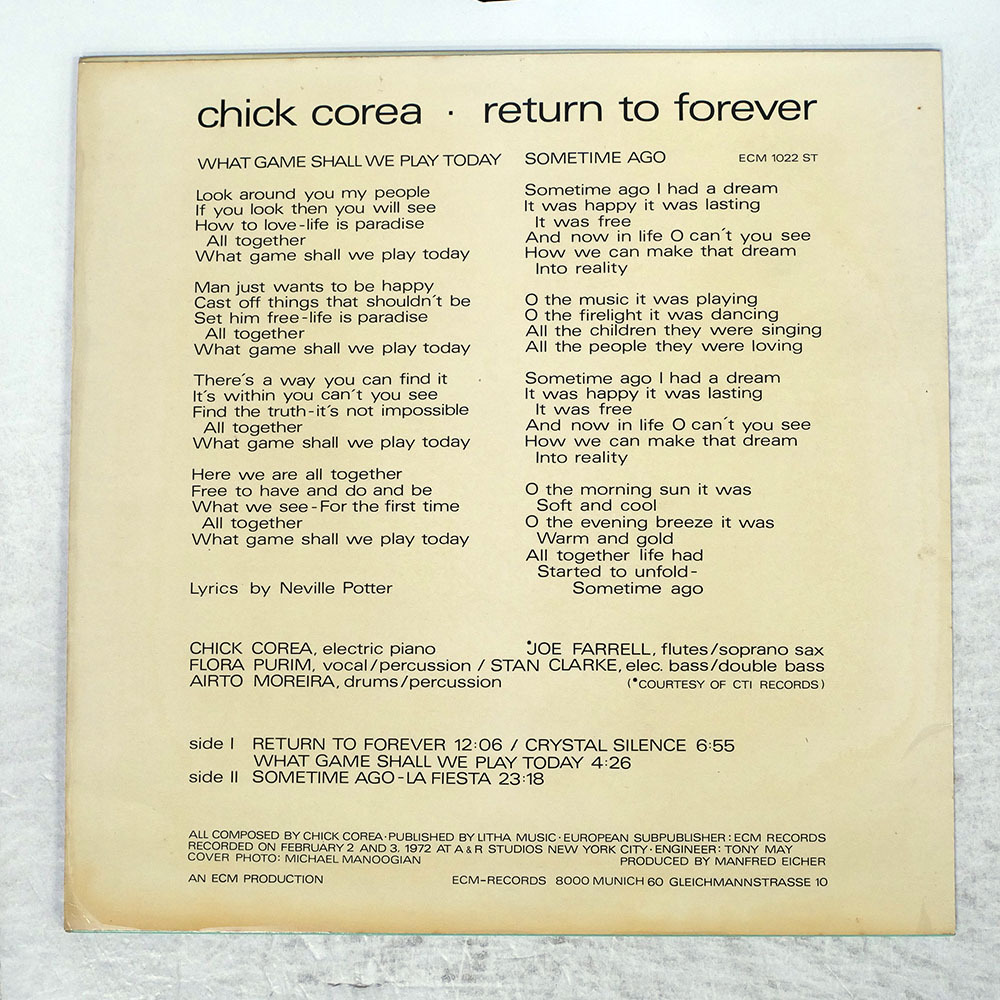 chick corea · return to forever
WHAT GAME SHALL WE PLAY TODAY
Look around you my people
If you look then you will see
How to love-life is paradise
All together
What game shall we play today
Man just wants to be happy
Cast off things that shouldn´t be
Set him free-life is paradise
All together
What game shall we play today
There´s a way you can find it
It´s within you can´t you see
Find the truth-it´s not impossible
All together
What game shall we play today
Here we are all together
Free to have and do and be
What we see-For the first time
All together
What game shall we play today
Lyrics by Neville Potter
SOMETIME AGO ECM 1022 ST
Sometime ago I had a dream
It was happy it was lasting
It was free
And now in life O can´t you see
How we can make that dream
Into reality
O the music it was playing
O the firelight it was dancing
All the children they were singing
All the people they were loving
Sometime ago I had a dream
It was happy it was lasting
It was free
And now in life O can´t you see
How we can make that dream
Into reality
O the morning sun it was
Soft and cool
O the evening breeze it was
Warm and gold
All together life had
Started to unfold-
Sometime ago
CHICK COREA, electric piano •JOE FARRELL, flutes/soprano sax
FLORA PURIM, vocal/percussion / STAN CLARKE, elec. bass/double bass
AIRTO MOREIRA, drums/percussion (•COURTESY OF CTI RECORDS)
side I RETURN TO FOREVER 12:06 / CRYSTAL SILENCE 6:55
WHAT GAME SHALL WE PLAY TODAY 4:26
side II SOMETIME AGO-LA FIESTA 23:18
ALL COMPOSED BY CHICK COREA·PUBLISHED BY LITHA MUSIC·EUROPEAN SUBPUBLISHER: ECM RECORDS
RECORDED ON FEBRUARY 2 AND 3. 1972 AT A & R STUDIOS NEW YORK CITY·ENGINEER: TONY MAY
COVER PHOTO: MICHAEL MANOOGIAN PRODUCED BY MANFRED EICHER
AN ECM PRODUCTION ECM-RECORDS 8000 MUNICH 60 GLEICHMANNSTRASSE 10